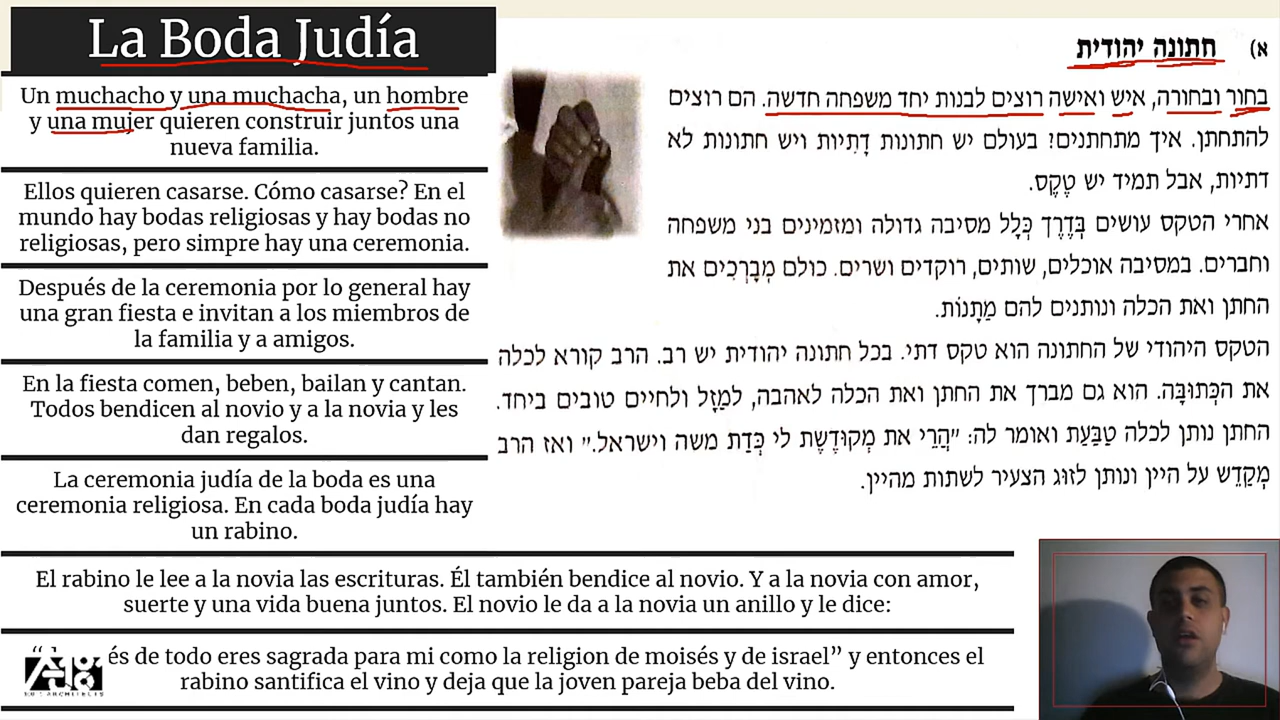 La Boda Judía
Un muchacho y una muchacha, un hombre
y una mujer quieren construir juntos una
nueva familia.
Ellos quieren casarse. Cómo casarse? En el
mundo hay bodas religiosas y hay bodas no
religiosas, pero simpre hay una ceremonia.
Después de la ceremonia por lo general hay
una gran fiesta e invitan a los miembros de
la familia y a amigos.
En la fiesta comen, beben, bailan y cantan.
Todos bendicen al novio y a la novia y les
dan regalos.
La ceremonia judía de la boda es una
ceremonia religiosa. En cada boda judía hay
un rabino.
El rabino le lee a la novia las escrituras. Él también bendice al novio. Y a la novia con amor,
suerte y una vida buena juntos. El novio le da a la novia un anillo y le dice:
és de todo eres sagrada para mi como la religion de moisés y de israel” y entonces el
rabino santifica el vino y deja que la joven pareja beba del vino.
א) חתונה יהודית
בחור ובחורה, איש ואישה רוצים לבנות יחד משפחה חדשה. הם רוצים
להתחתן. איך מתחתנים? בעולם יש חתונות דָתִיות ויש חתונות לא
דתיות, אבל תמיד יש טֶקֶס.
אחרי הטקס עושים בְּדֶרֶך כְּלָל מסיבה גדולה ומזמינים בני משפחה
וחברים. במסיבה אוכלים, שותים, רוקדים ושרים. כולם מְבָרְכִים את
החתן ואת הכלה ונותנים להם מַתָנוֹת.
הטקס היהודי של החתונה הוא טקס דתי. בכל חתונה יהודית יש רב. הרב קורא לכלה
את הכְּתוּבָּה. הוא גם מברך את החתן ואת הכלה לאהבה, למַזָל ולחיים טובים ביחד.
החתן נותן לכלה טַבַּעַת ואומר לה: "הֲרֵי את מְקוּדֶשֶת לי כְּדַת משה וישראל." ואז הרב
מְקַדֵש על היין ונותן לזוּג הצעיר לשתות מהיין.